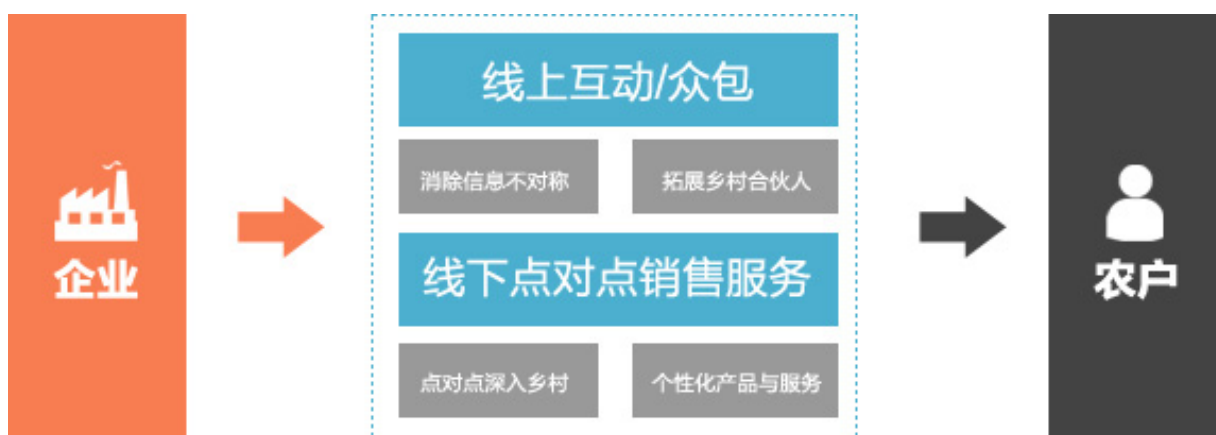 企业
线上互动/众包
消除信息不对称
拓展乡村合伙人
线下点对点销售服务
点对点深入乡村
个性化产品与服务
农户